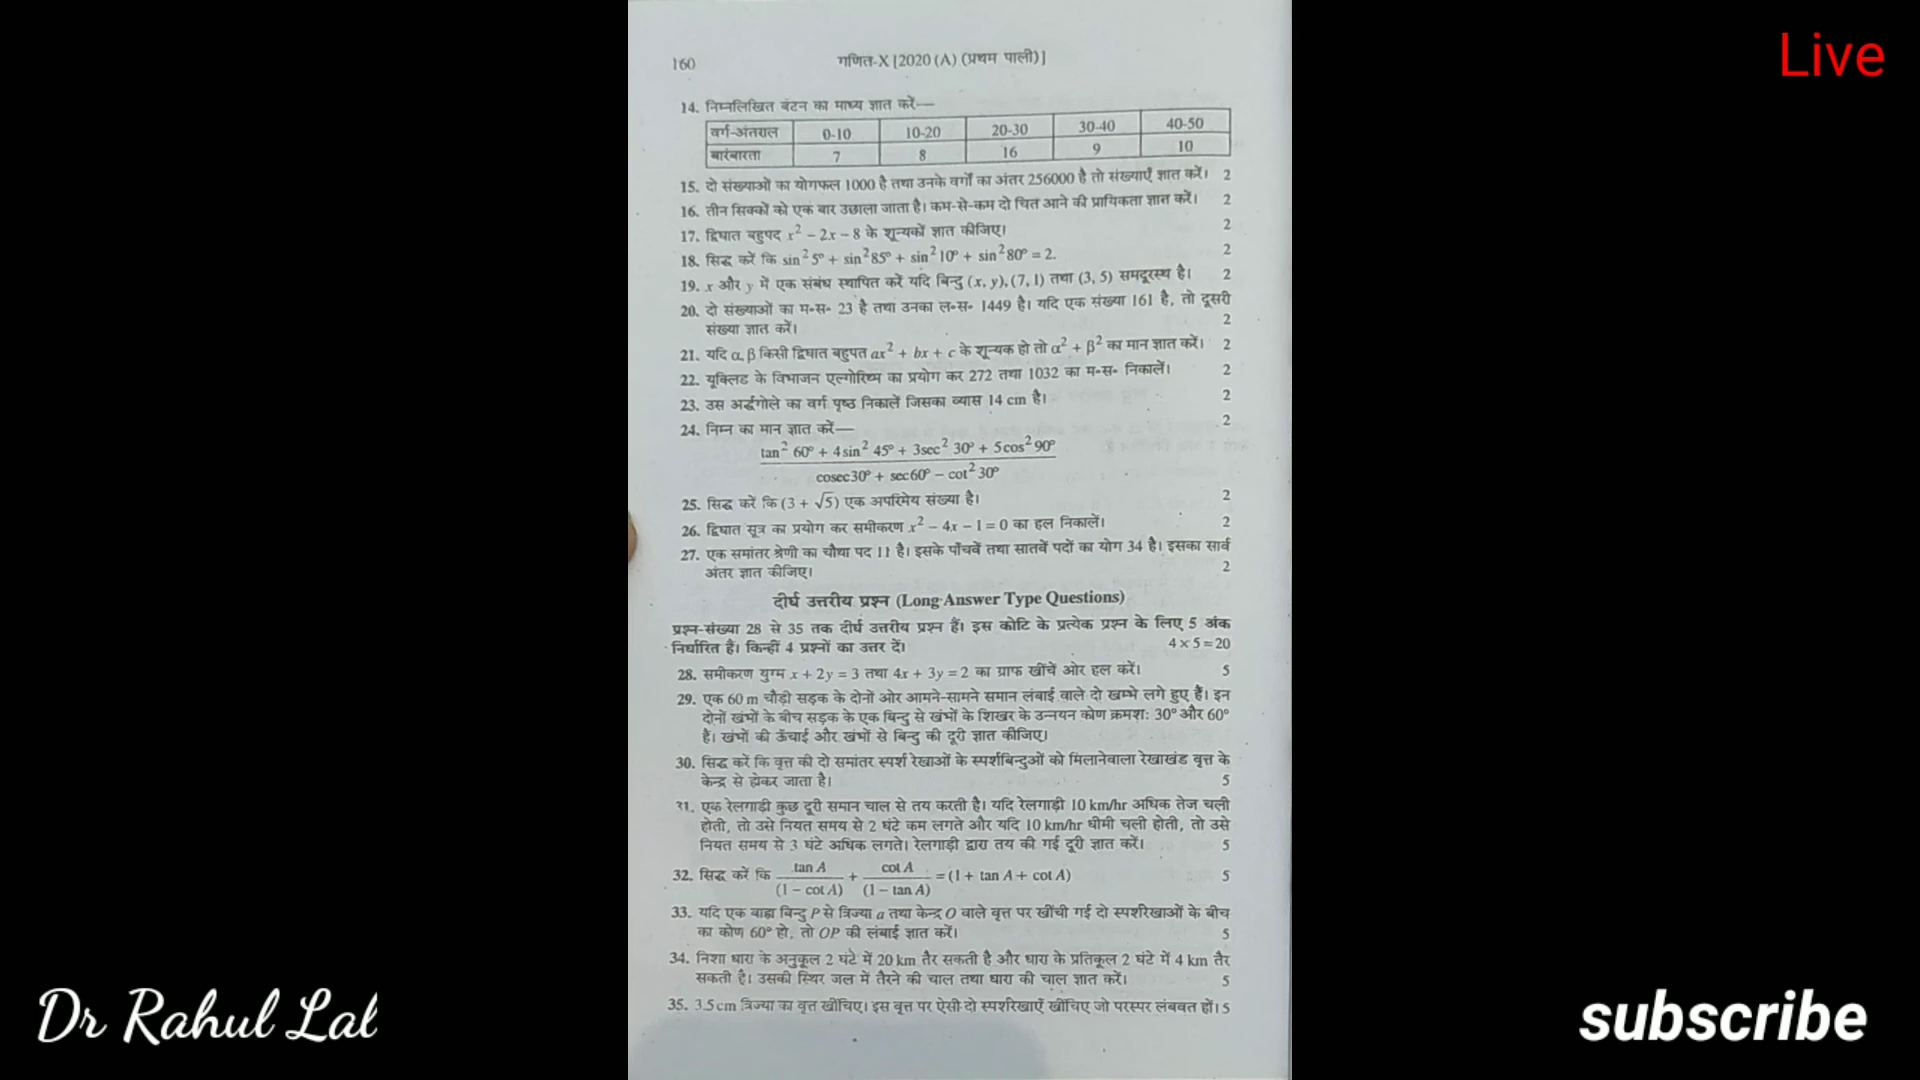 Live
160
गणित-X [2020 (A) (प्रथम पाली)]
14. निम्नलिखित बंटन का माध्य ज्ञात करें—
वर्ग-अंतराल 0-10 10-20 20-30 30-40 40-50
बारंबारता 7 8 16 9 10
15. दो संख्याओं का योगफल 1000 है तथा उनके वर्गों का अंतर 256000 है तो संख्याएँ ज्ञात करें। 2
16. तीन सिक्कों को एक बार उछाला जाता है। कम-से-कम दो चित आने की प्रायिकता ज्ञात करें। 2
17. द्विघात बहुपद x² − 2x − 8 के शून्यकों ज्ञात कीजिए। 2
18. सिद्ध करें कि sin² 5° + sin² 85° + sin² 10° + sin² 80° = 2. 2
19. x और y में एक संबंध स्थापित करें यदि बिन्दु (x, y), (7, 1) तथा (3, 5) समदूरस्थ है। 2
20. दो संख्याओं का म॰स॰ 23 है तथा उनका ल॰स॰ 1449 है। यदि एक संख्या 161 है, तो दूसरी
संख्या ज्ञात करें। 2
21. यदि α, β किसी द्विघात बहुपत ax² + bx + c के शून्यक हो तो α² + β² का मान ज्ञात करें। 2
22. यूक्लिड के विभाजन एल्गोरिथ्म का प्रयोग कर 272 तथा 1032 का म॰स॰ निकालें। 2
23. उस अर्द्धगोले का वर्ग पृष्ठ निकालें जिसका व्यास 14 cm है। 2
24. निम्न का मान ज्ञात करें— 2
tan² 60° + 4 sin² 45° + 3sec² 30° + 5cos² 90°
cosec30° + sec60° − cot² 30°
25. सिद्ध करें कि (3 + √5) एक अपरिमेय संख्या है। 2
26. द्विघात सूत्र का प्रयोग कर समीकरण x² − 4x − 1 = 0 का हल निकालें। 2
27. एक समांतर श्रेणी का चौथा पद 11 है। इसके पाँचवें तथा सातवें पदों का योग 34 है। इसका सार्व
अंतर ज्ञात कीजिए। 2
दीर्घ उत्तरीय प्रश्न (Long Answer Type Questions)
प्रश्न-संख्या 28 से 35 तक दीर्घ उत्तरीय प्रश्न हैं। इस कोटि के प्रत्येक प्रश्न के लिए 5 अंक
निर्धारित है। किन्हीं 4 प्रश्नों का उत्तर दें। 4 × 5 = 20
28. समीकरण युग्म x + 2y = 3 तथा 4x + 3y = 2 का ग्राफ खींचें ओर हल करें। 5
29. एक 60 m चौड़ी सड़क के दोनों ओर आमने-सामने समान लंबाई वाले दो खम्भे लगे हुए हैं। इन
दोनों खंभों के बीच सड़क के एक बिन्दु से खंभों के शिखर के उन्नयन कोण क्रमशः 30° और 60°
हैं। खंभों की ऊँचाई और खंभों से बिन्दु की दूरी ज्ञात कीजिए।
30. सिद्ध करें कि वृत्त की दो समांतर स्पर्श रेखाओं के स्पर्शबिन्दुओं को मिलानेवाला रेखाखंड वृत्त के
केन्द्र से होकर जाता है। 5
31. एक रेलगाड़ी कुछ दूरी समान चाल से तय करती है। यदि रेलगाड़ी 10 km/hr अधिक तेज चली
होती, तो उसे नियत समय से 2 घंटे कम लगते और यदि 10 km/hr धीमी चली होती, तो उसे
नियत समय से 3 घंटे अधिक लगते। रेलगाड़ी द्वारा तय की गई दूरी ज्ञात करें। 5
32. सिद्ध करें कि tan A/(1 − cot A) + cot A/(1 − tan A) = (1 + tan A + cot A) 5
33. यदि एक बाह्य बिन्दु P से त्रिज्या a तथा केन्द्र O वाले वृत्त पर खींची गई दो स्पर्शरेखाओं के बीच
का कोण 60° हो, तो OP की लंबाई ज्ञात करें। 5
34. निशा धारा के अनुकूल 2 घंटे में 20 km तैर सकती है और धारा के प्रतिकूल 2 घंटे में 4 km तैर
सकती है। उसकी स्थिर जल में तैरने की चाल तथा धारा की चाल ज्ञात करें। 5
35. 3.5 cm त्रिज्या का वृत्त खींचिए। इस वृत्त पर ऐसी दो स्पर्शरेखाएँ खींचिए जो परस्पर लंबवत हों। 5
Dr Rahul Lal
subscribe